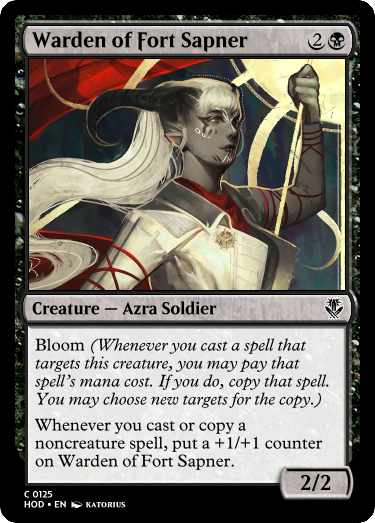 Warden of Fort Sapner 2
Creature — Azra Soldier
Bloom (Whenever you cast a spell that
targets this creature, you may pay that
spell's mana cost. If you do, copy that spell.
You may choose new targets for the copy.)
Whenever you cast or copy a
noncreature spell, put a +1/+1 counter
on Warden of Fort Sapner.
2/2
C 0125
HOD • EN KATORIUS